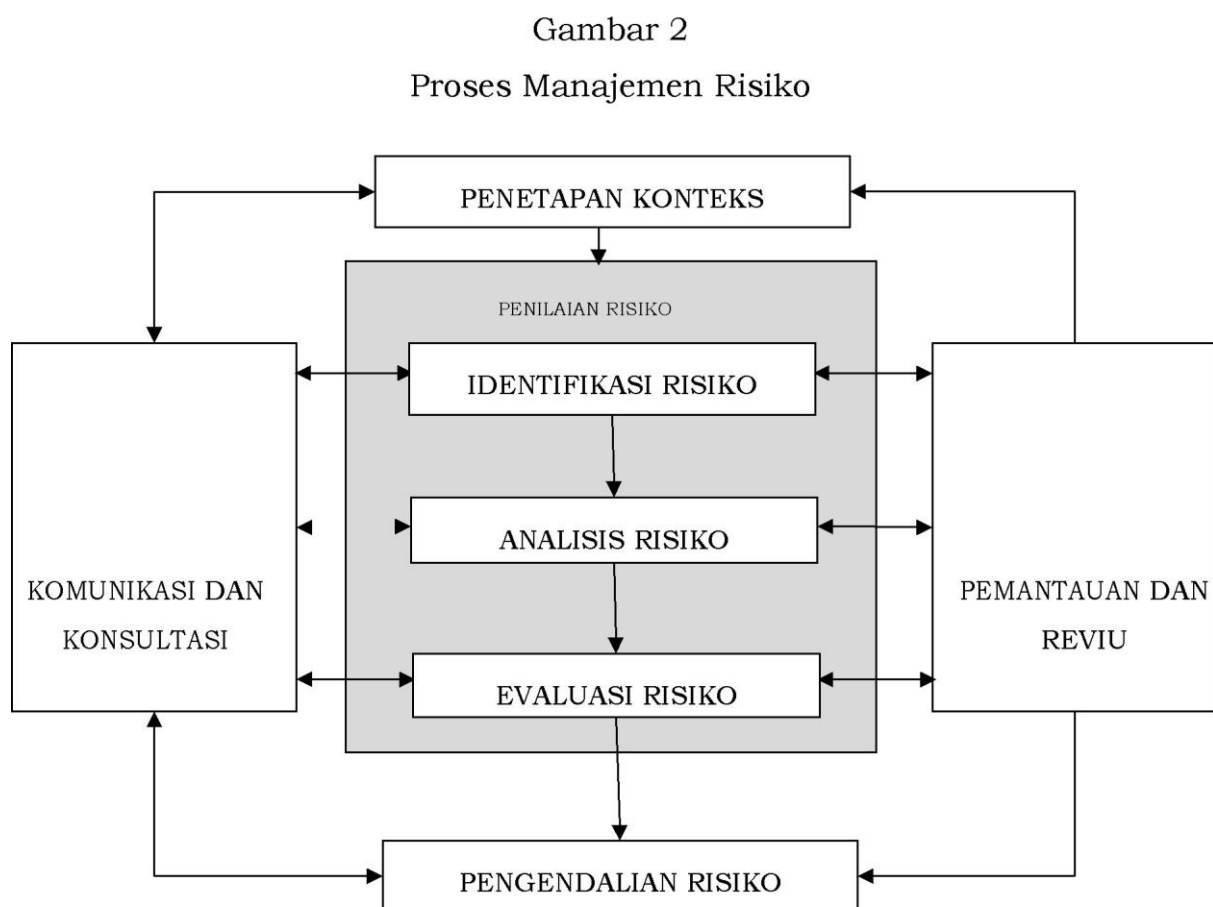 Gambar 2
Proses Manajemen Risiko
PENETAPAN KONTEKS
PENILAIAN RISIKO
IDENTIFIKASI RISIKO
ANALISIS RISIKO
EVALUASI RISIKO
KOMUNIKASI DAN
KONSULTASI
PEMANTAUAN DAN
REVIU
PENGENDALIAN RISIKO